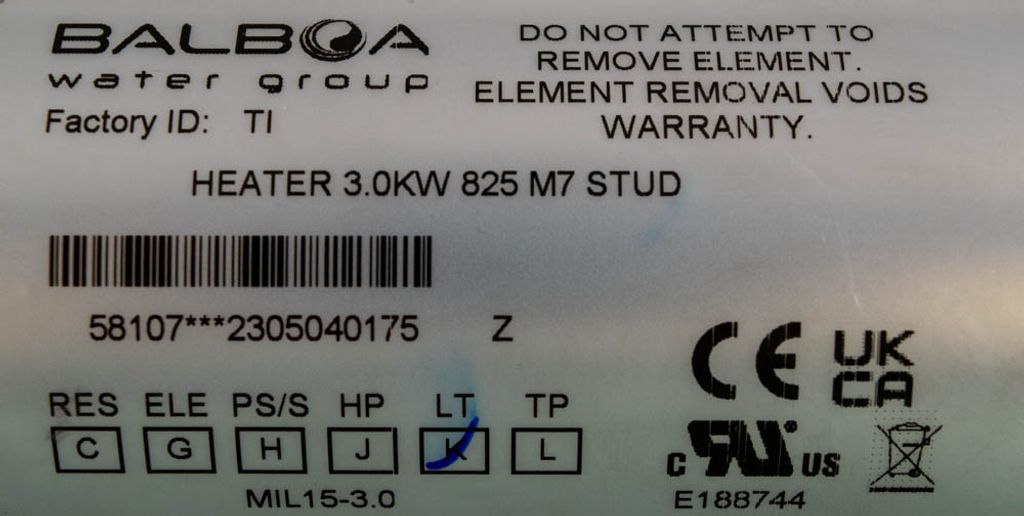 BALBOA
water group
Factory ID: TI
DO NOT ATTEMPT TO
REMOVE ELEMENT.
ELEMENT REMOVAL VOIDS
WARRANTY.
HEATER 3.0KW 825 M7 STUD
58107***2305040175 Z
RES ELE PS/S HP LT TP
C G H J K L
MIL15-3.0
CE UK
CA
C RU US
E188744